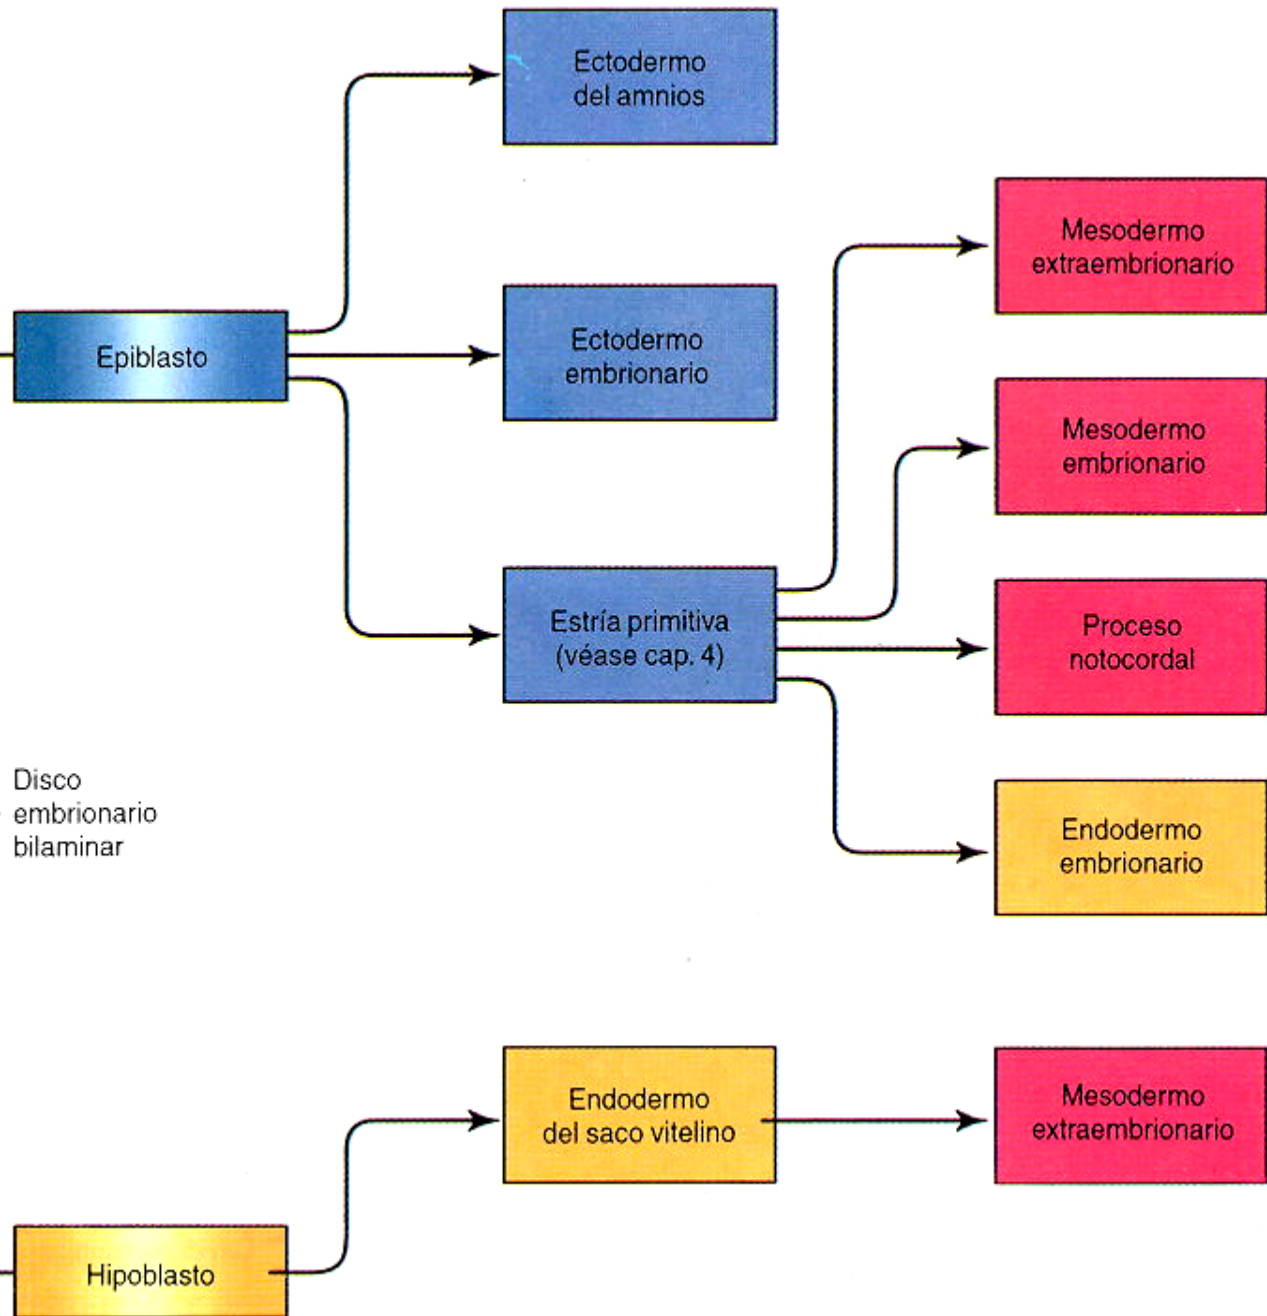 Ectodermo
del amnios
Mesodermo
extraembrionario
Epiblasto
Ectodermo
embrionario
Mesodermo
embrionario
Estría primitiva
(véase cap. 4)
Proceso
notocordal
Disco
embrionario
bilaminar
Endodermo
embrionario
Endodermo
del saco vitelino
Mesodermo
extraembrionario
Hipoblasto